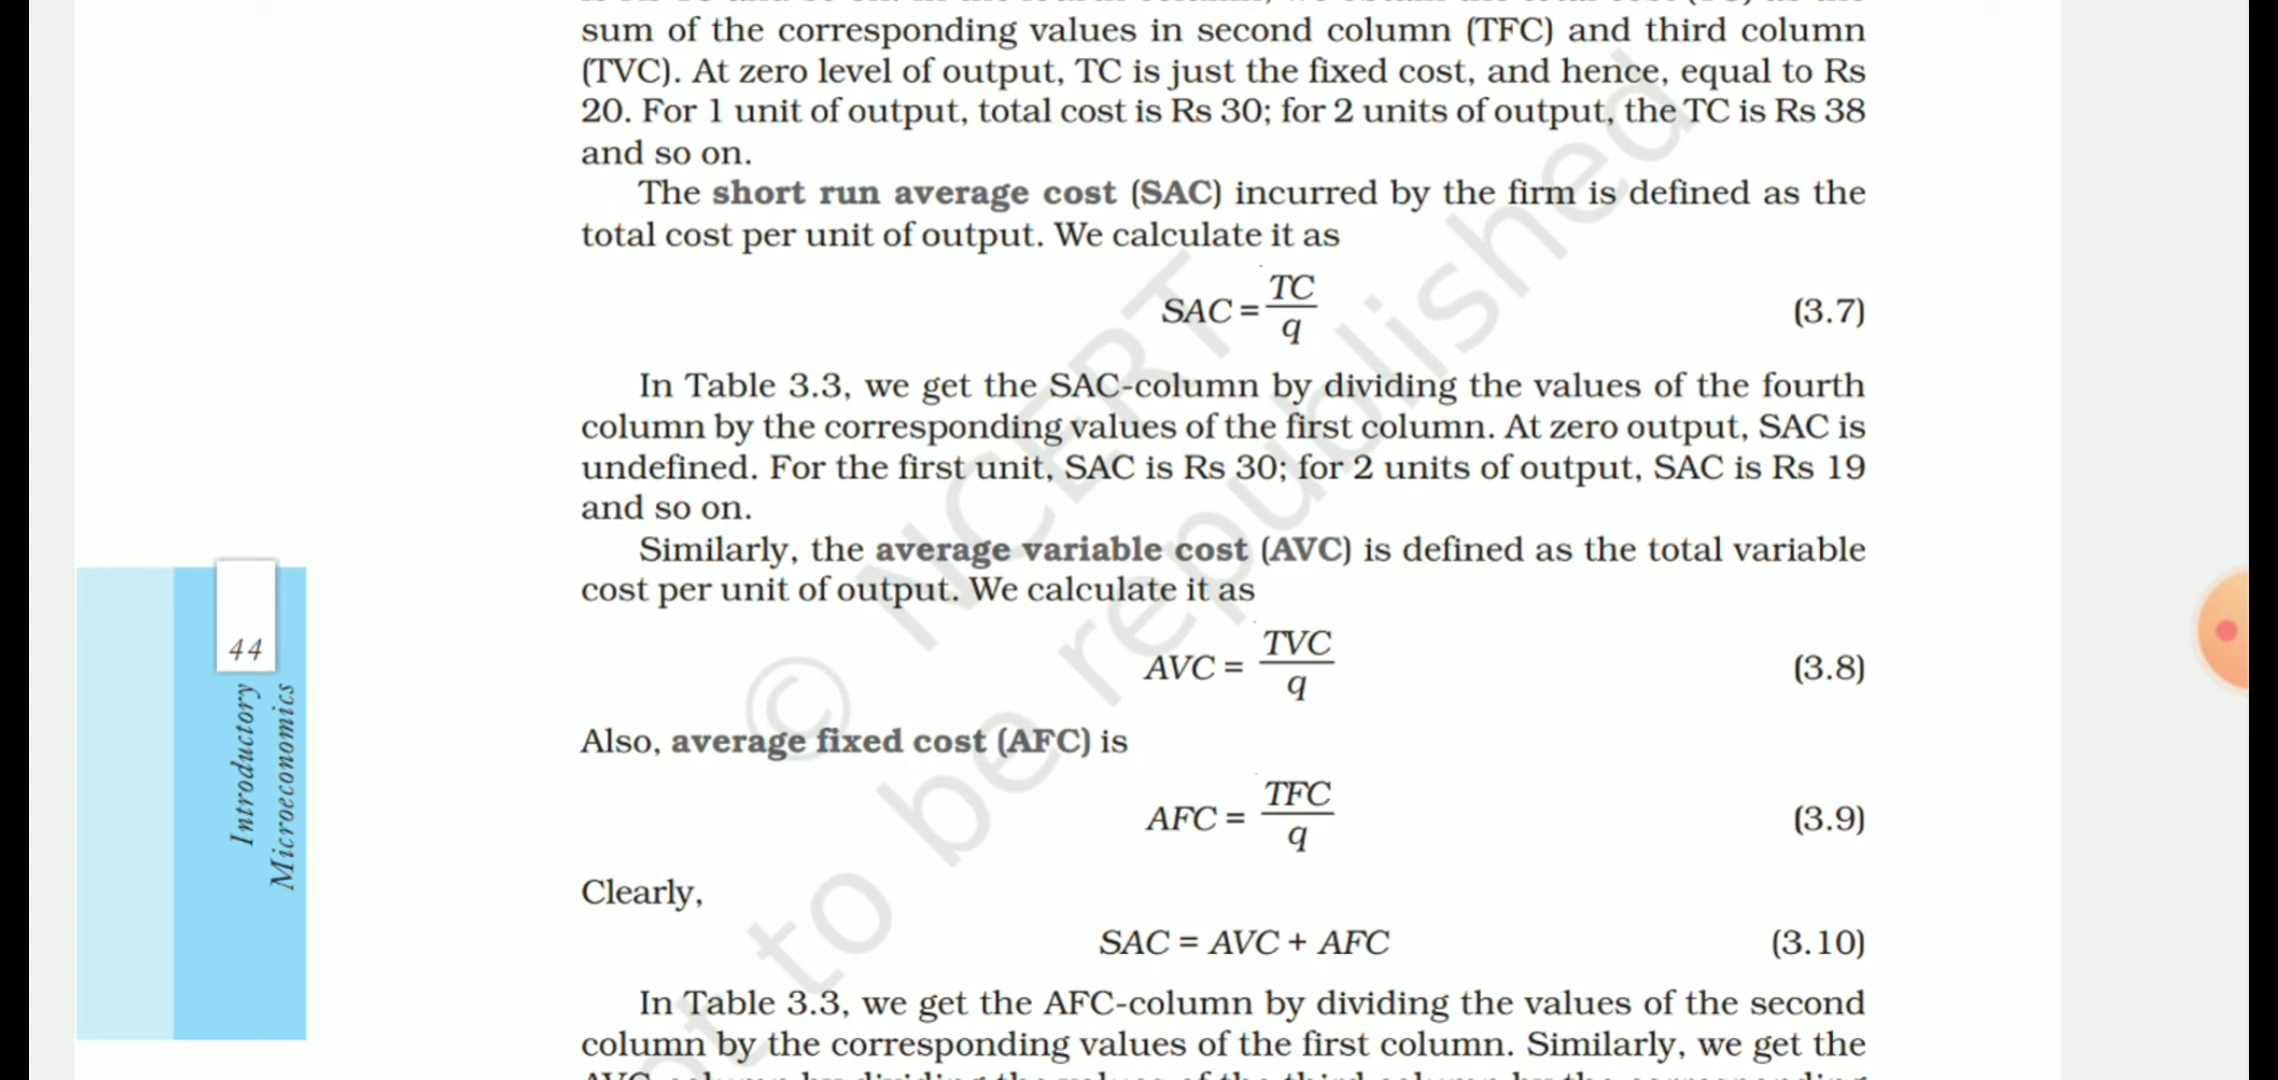 sum of the corresponding values in second column (TFC) and third column
(TVC). At zero level of output, TC is just the fixed cost, and hence, equal to Rs
20. For 1 unit of output, total cost is Rs 30; for 2 units of output, the TC is Rs 38
and so on.
The short run average cost (SAC) incurred by the firm is defined as the
total cost per unit of output. We calculate it as
SAC = TC / q (3.7)
In Table 3.3, we get the SAC-column by dividing the values of the fourth
column by the corresponding values of the first column. At zero output, SAC is
undefined. For the first unit, SAC is Rs 30; for 2 units of output, SAC is Rs 19
and so on.
Similarly, the average variable cost (AVC) is defined as the total variable
cost per unit of output. We calculate it as
AVC = TVC / q (3.8)
Also, average fixed cost (AFC) is
AFC = TFC / q (3.9)
Clearly,
SAC = AVC + AFC (3.10)
In Table 3.3, we get the AFC-column by dividing the values of the second
column by the corresponding values of the first column. Similarly, we get the
44
Introductory
Microeconomics
© NCERT
to be republished